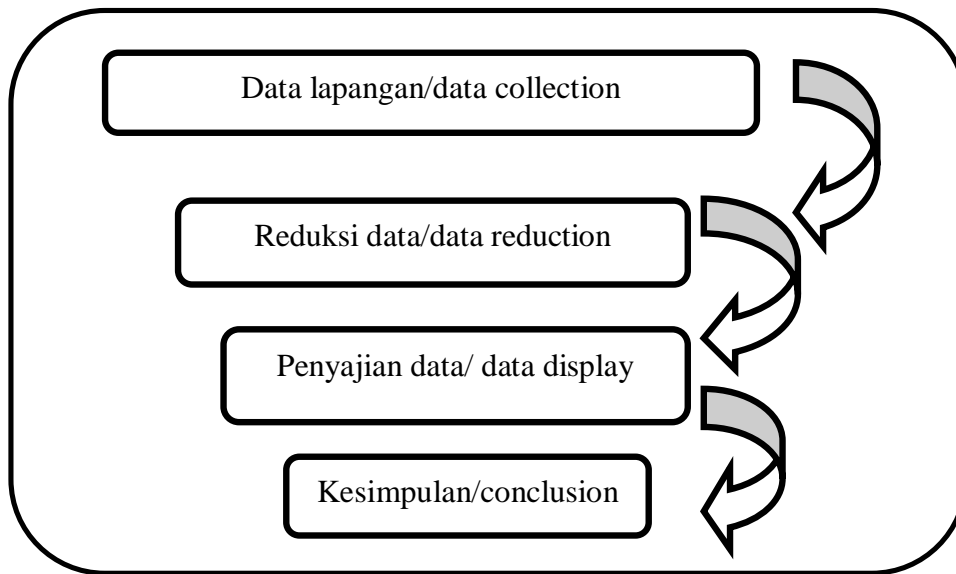 Data lapangan/data collection
Reduksi data/data reduction
Penyajian data/ data display
Kesimpulan/conclusion